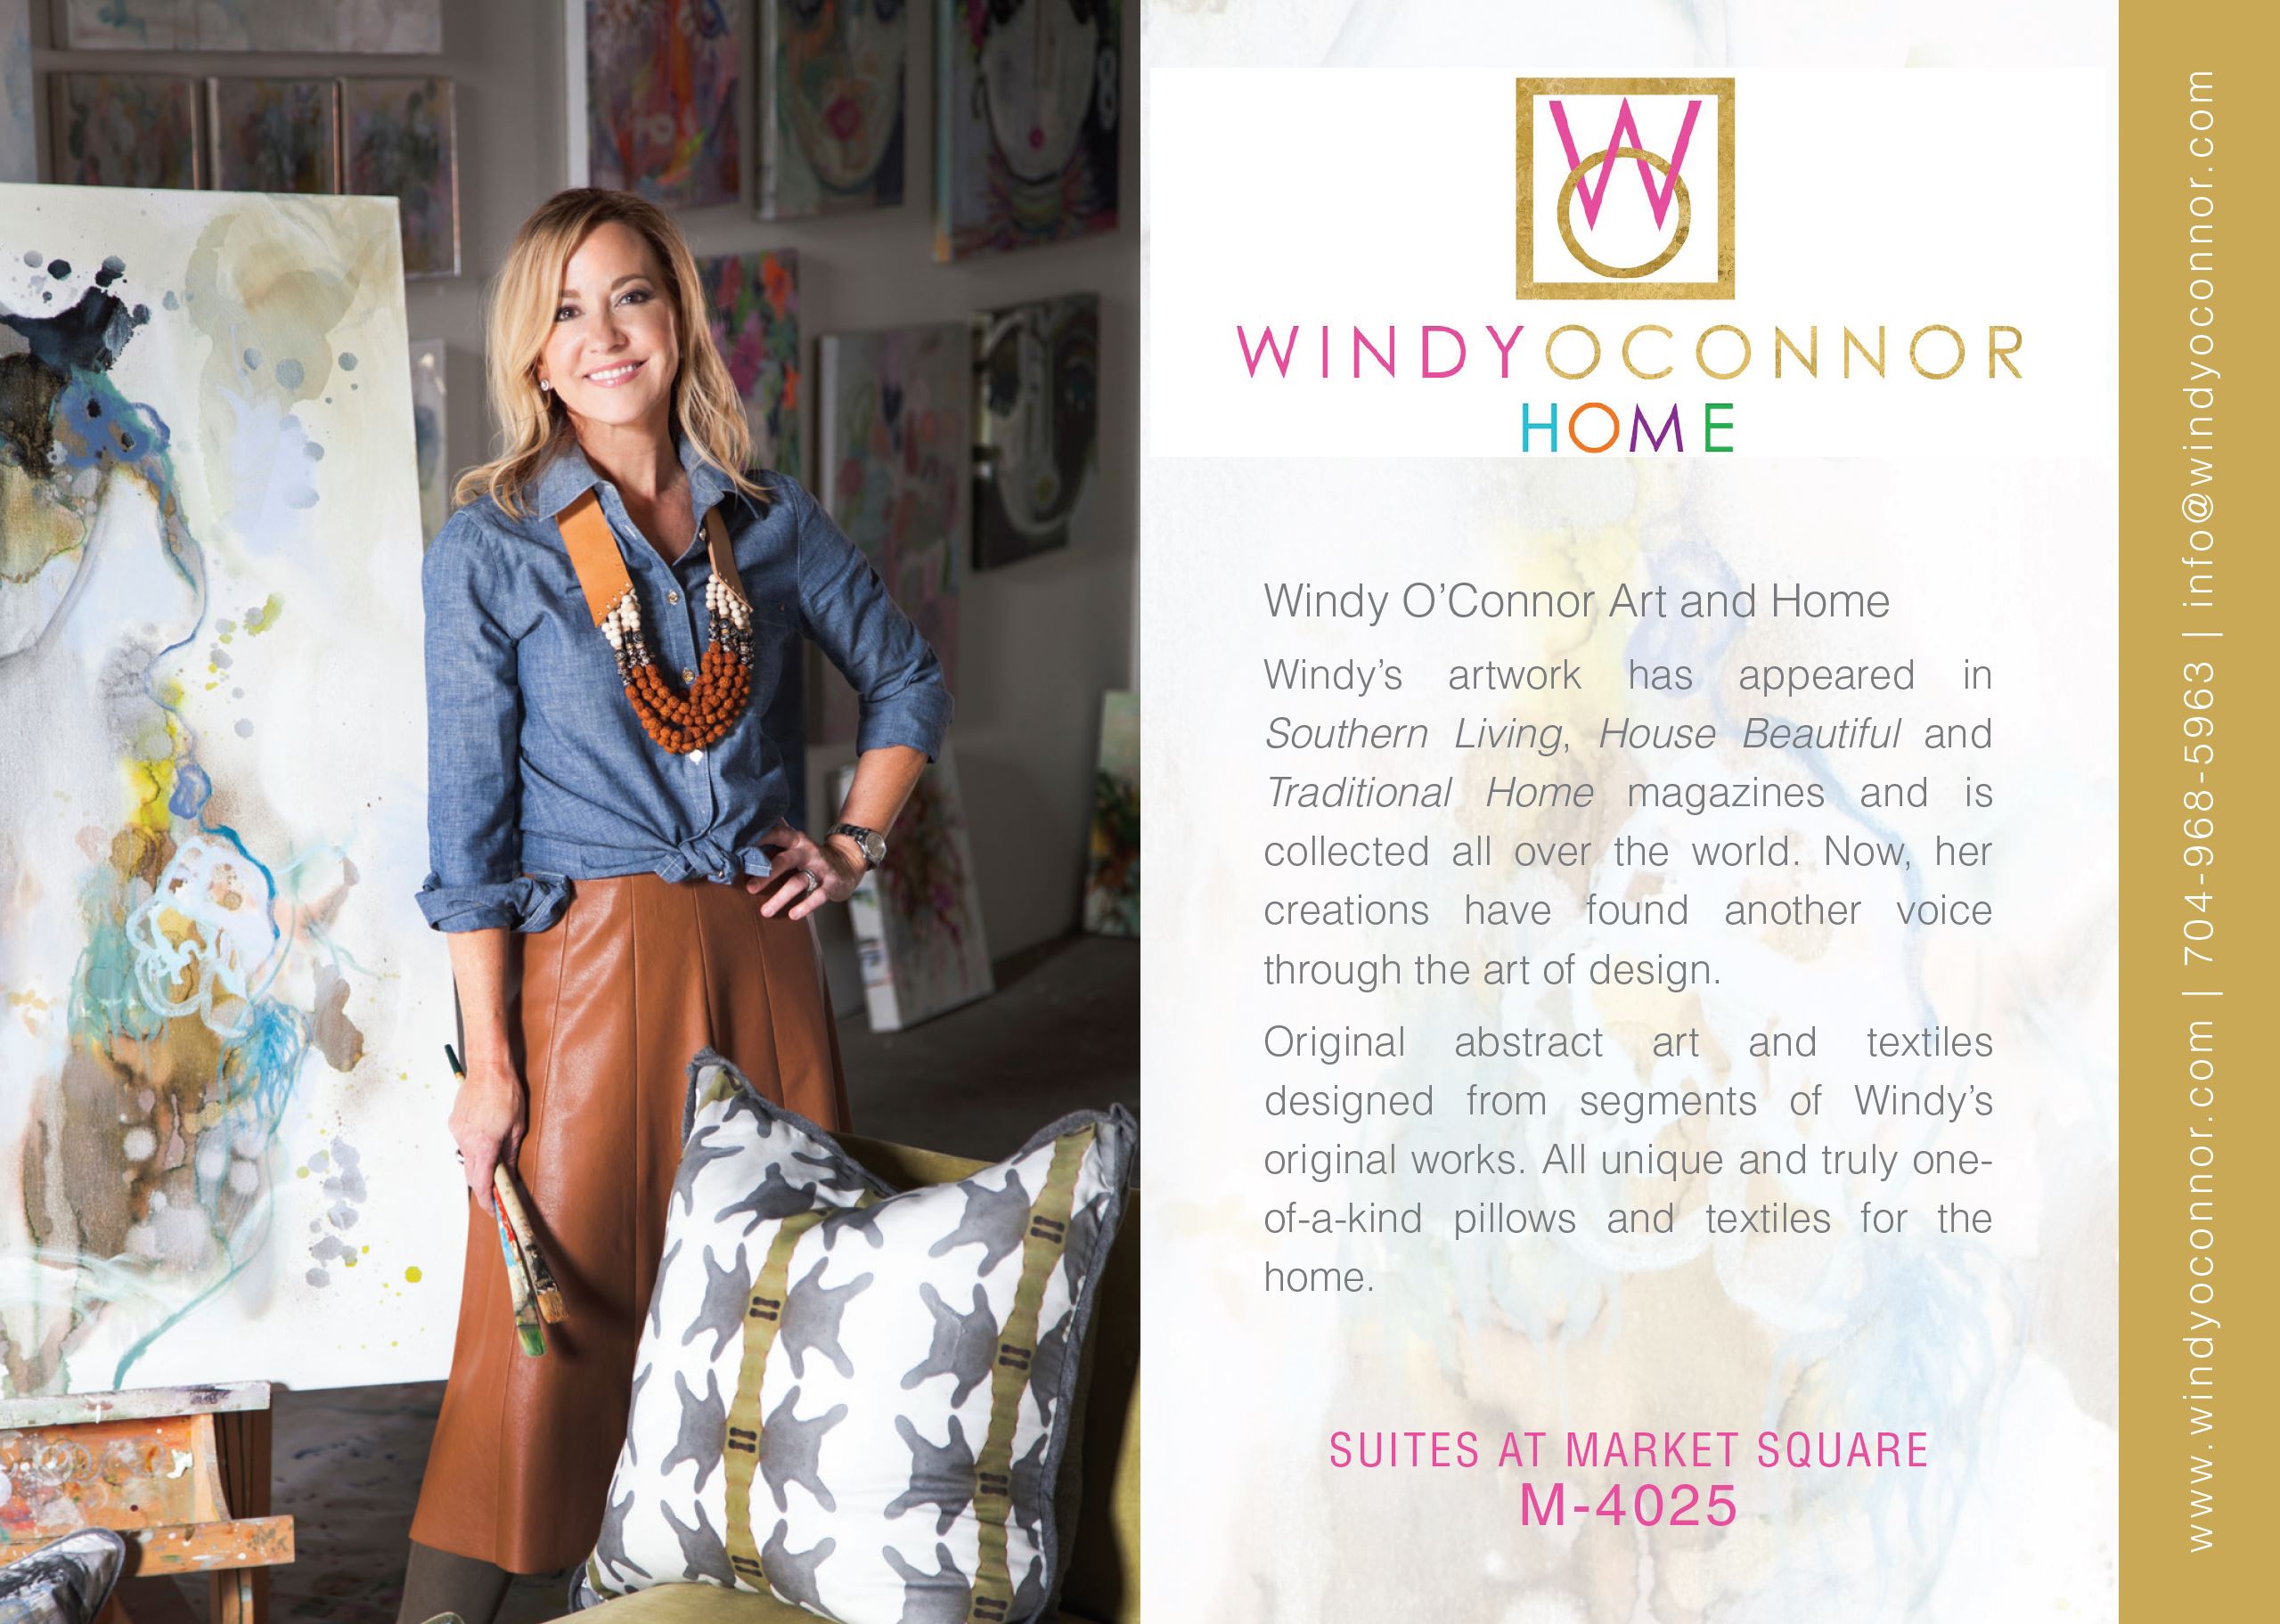 WO
WINDYOCONNOR
HOME
Windy O’Connor Art and Home
Windy’s artwork has appeared in
Southern Living, House Beautiful and
Traditional Home magazines and is
collected all over the world. Now, her
creations have found another voice
through the art of design.
Original abstract art and textiles
designed from segments of Windy’s
original works. All unique and truly one-
of-a-kind pillows and textiles for the
home.
SUITES AT MARKET SQUARE
M-4025
www.windyoconnor.com | 704-968-5963 | info@windyoconnor.com